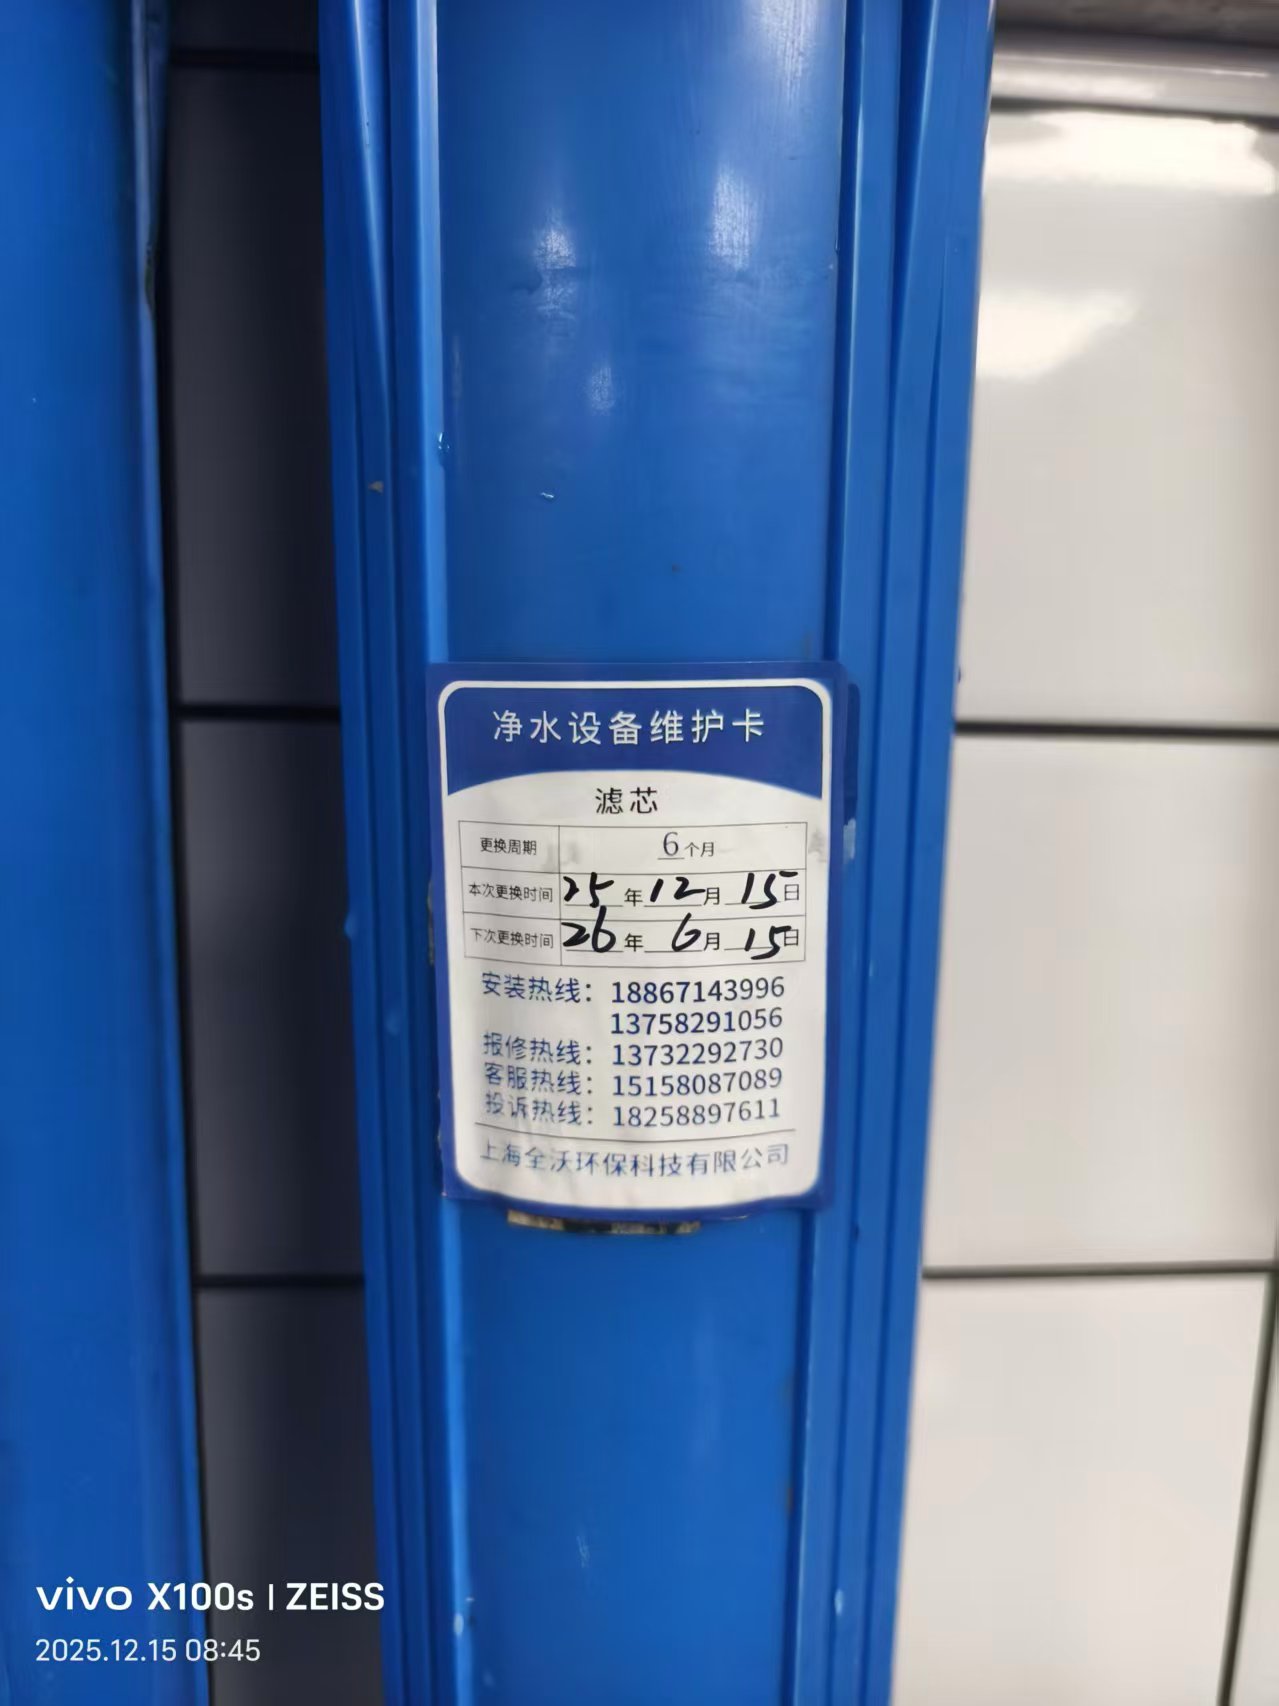 净水设备维护卡
滤芯
更换周期 6个月
本次更换时间 25年12月15日
下次更换时间 26年6月15日
安装热线：18867143996
13758291056
报修热线：13732292730
客服热线：15158087089
投诉热线：18258897611
上海全沃环保科技有限公司
vivo X100s | ZEISS
2025.12.15 08:45